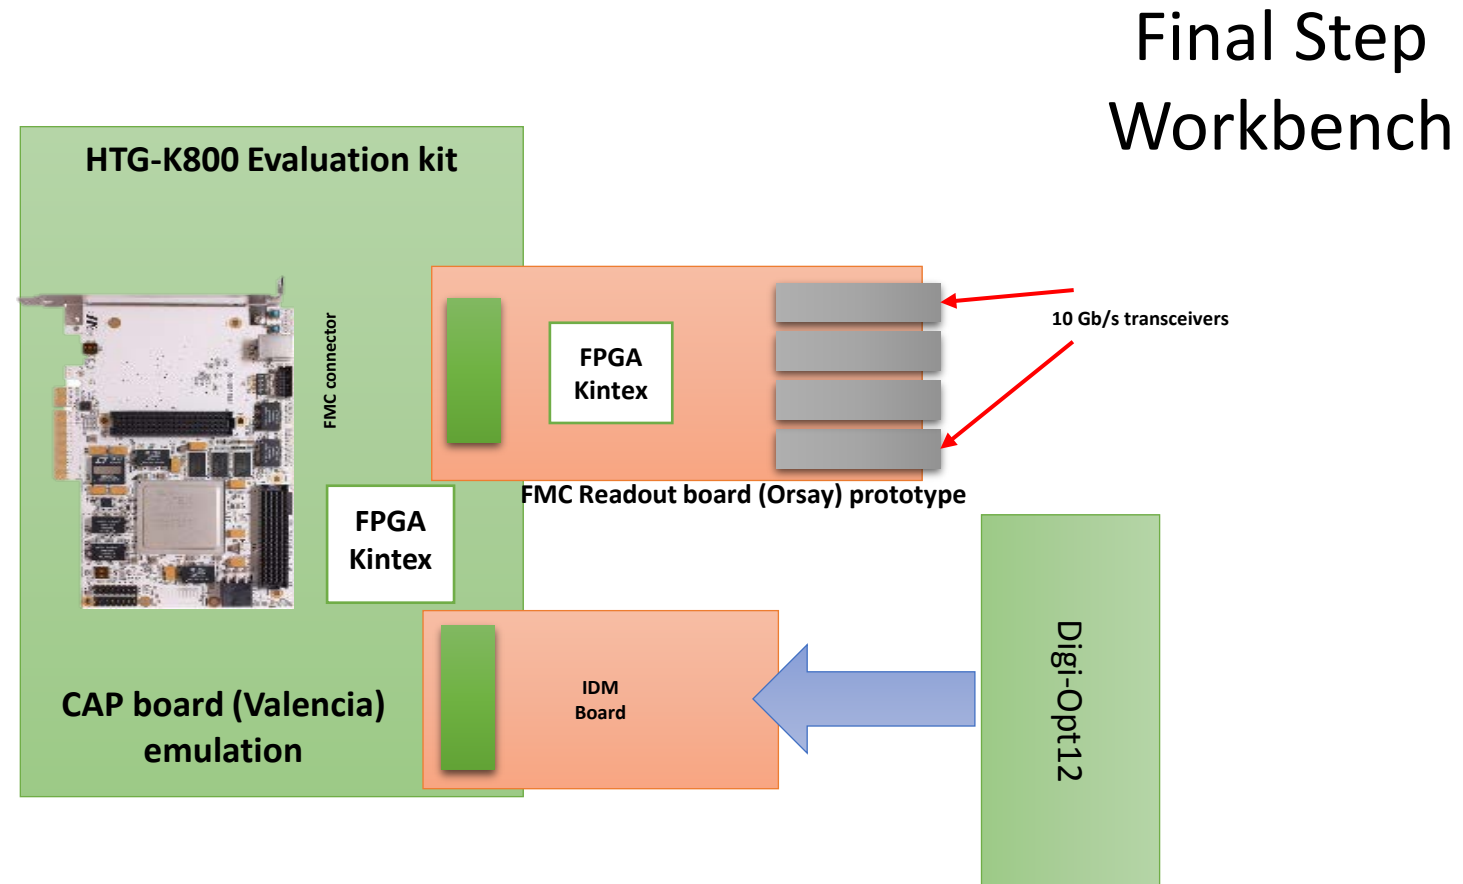 Final Step
Workbench
HTG-K800 Evaluation kit
FMC connector
FPGA
Kintex
10 Gb/s transceivers
FMC Readout board (Orsay) prototype
FPGA
Kintex
CAP board (Valencia)
emulation
IDM
Board
Digi-Opt12